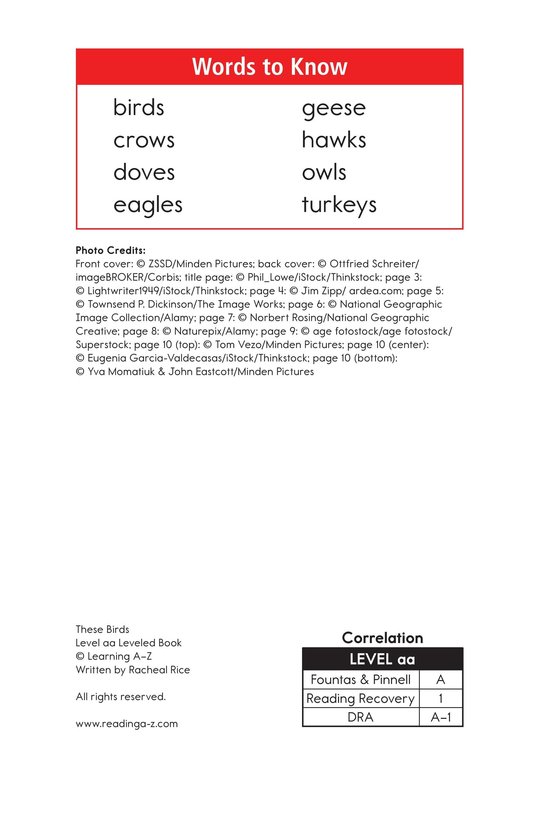 Words to Know
birds
crows
doves
eagles
geese
hawks
owls
turkeys
Photo Credits:
Front cover: © ZSSD/Minden Pictures; back cover: © Ottfried Schreiter/
imageBROKER/Corbis; title page: © Phil_Lowe/iStock/Thinkstock; page 3:
© Lightwriter1949/iStock/Thinkstock; page 4: © Jim Zipp/ ardea.com; page 5:
© Townsend P. Dickinson/The Image Works; page 6: © National Geographic
Image Collection/Alamy; page 7: © Norbert Rosing/National Geographic
Creative; page 8: © Naturepix/Alamy; page 9: © age fotostock/age fotostock/
Superstock; page 10 (top): © Tom Vezo/Minden Pictures; page 10 (center):
© Eugenia Garcia-Valdecasas/iStock/Thinkstock; page 10 (bottom):
© Yva Momatiuk & John Eastcott/Minden Pictures
These Birds
Level aa Leveled Book
© Learning A–Z
Written by Racheal Rice
All rights reserved.
www.readinga-z.com
Correlation
LEVEL aa
Fountas & Pinnell A
Reading Recovery 1
DRA A–1